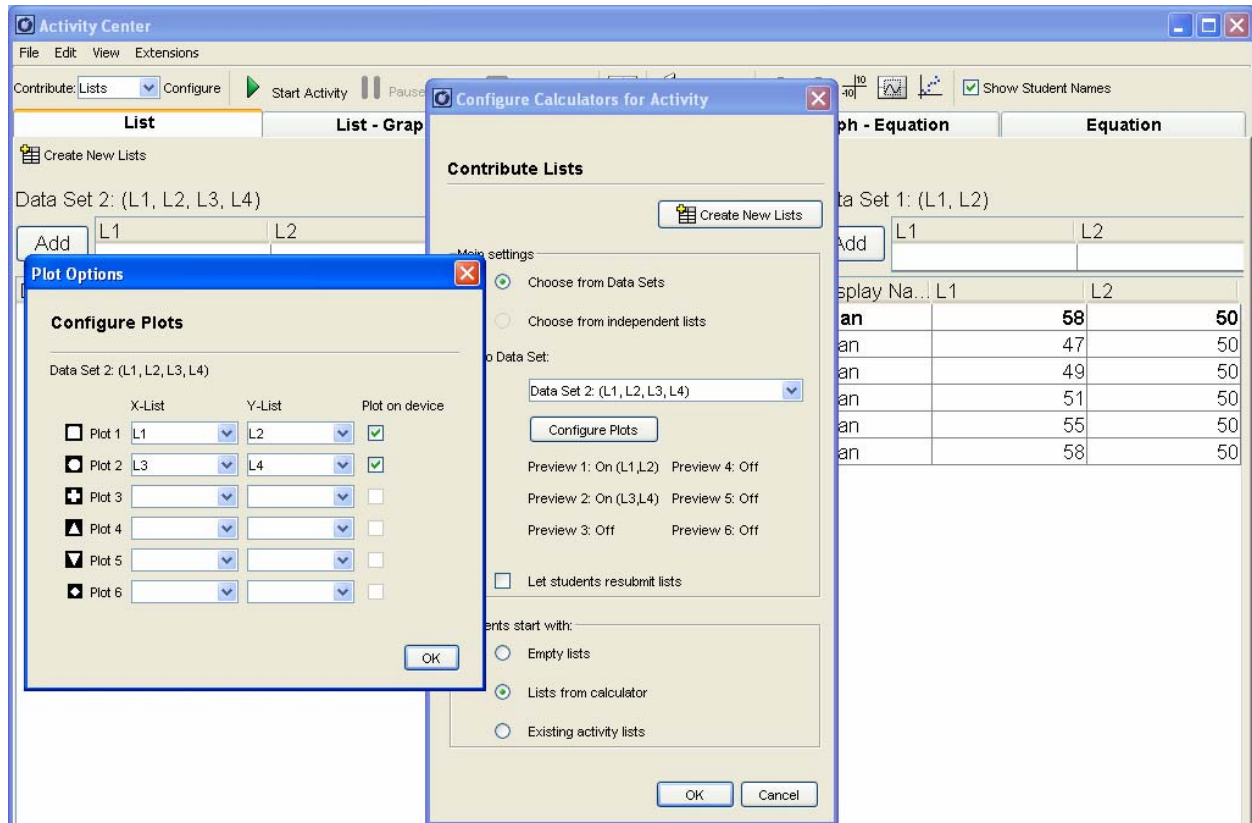 Activity Center
File Edit View Extensions
Contribute: Lists Configure Start Activity Pause Show Student Names
List List - Grap ph - Equation Equation
Create New Lists
Data Set 2: (L1, L2, L3, L4)
Add L1 L2
Plot Options
Configure Plots
Data Set 2: (L1, L2, L3, L4)
X-List Y-List Plot on device
Plot 1 L1 L2
Plot 2 L3 L4
Plot 3
Plot 4
Plot 5
Plot 6
OK
Configure Calculators for Activity
Contribute Lists
Create New Lists
Main settings
Choose from Data Sets
Choose from independent lists
o Data Set:
Data Set 2: (L1, L2, L3, L4)
Configure Plots
Preview 1: On (L1,L2) Preview 4: Off
Preview 2: On (L3,L4) Preview 5: Off
Preview 3: Off Preview 6: Off
Let students resubmit lists
ents start with:
Empty lists
Lists from calculator
Existing activity lists
OK Cancel
ta Set 1: (L1, L2)
Add L1 L2
splay Na... L1 L2
an 58 50
an 47 50
an 49 50
an 51 50
an 55 50
an 58 50